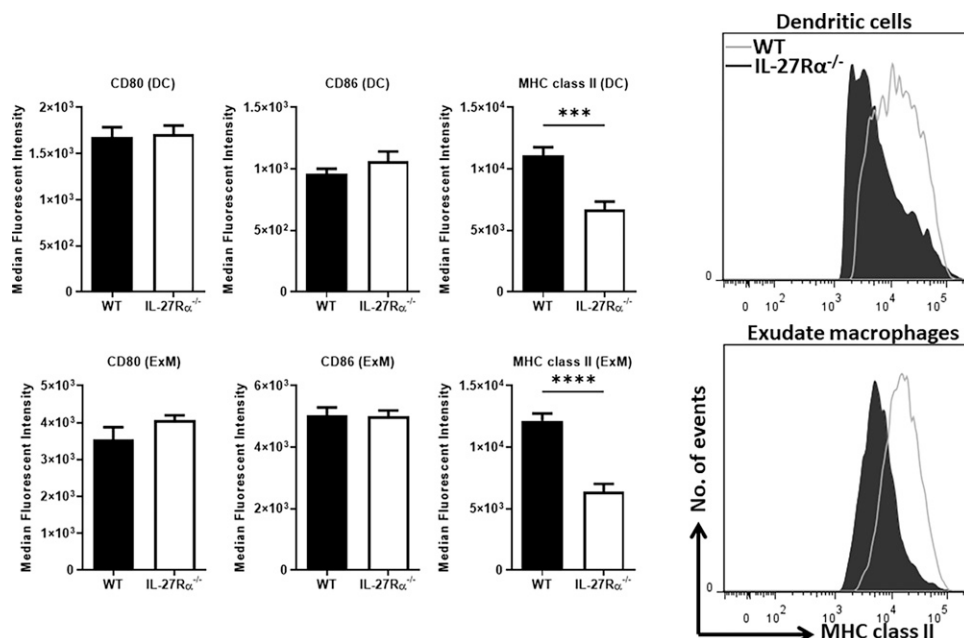 CD80 (DC)
Median Fluorescent Intensity
2×10³
1.5×10³
1×10³
5×10²
0
WT IL-27Rα⁻/⁻
CD86 (DC)
Median Fluorescent Intensity
1.5×10³
1×10³
5×10²
0
WT IL-27Rα⁻/⁻
MHC class II (DC)
Median Fluorescent Intensity
1.5×10⁴
1×10⁴
5×10³
0
***
WT IL-27Rα⁻/⁻
Dendritic cells
WT
IL-27Rα⁻/⁻
0
0 10² 10³ 10⁴ 10⁵
CD80 (ExM)
Median Fluorescent Intensity
5×10³
4×10³
3×10³
2×10³
1×10³
0
WT IL-27Rα⁻/⁻
CD86 (ExM)
Median Fluorescent Intensity
6×10³
4×10³
2×10³
0
WT IL-27Rα⁻/⁻
MHC class II (ExM)
Median Fluorescent Intensity
1.5×10⁴
1×10⁴
5×10³
0
****
WT IL-27Rα⁻/⁻
Exudate macrophages
No. of events
0
0 10² 10³ 10⁴ 10⁵
MHC class II